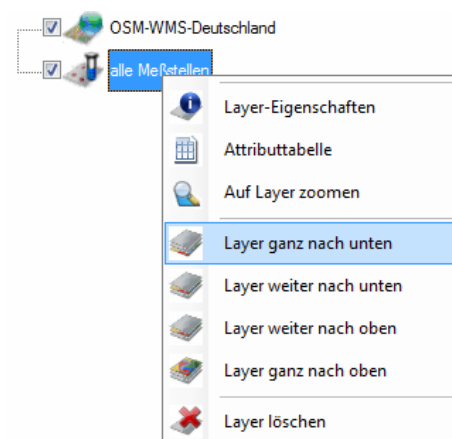 OSM-WMS-Deutschland
alle Meßstellen
Layer-Eigenschaften
Attributtabelle
Auf Layer zoomen
Layer ganz nach unten
Layer weiter nach unten
Layer weiter nach oben
Layer ganz nach oben
Layer löschen